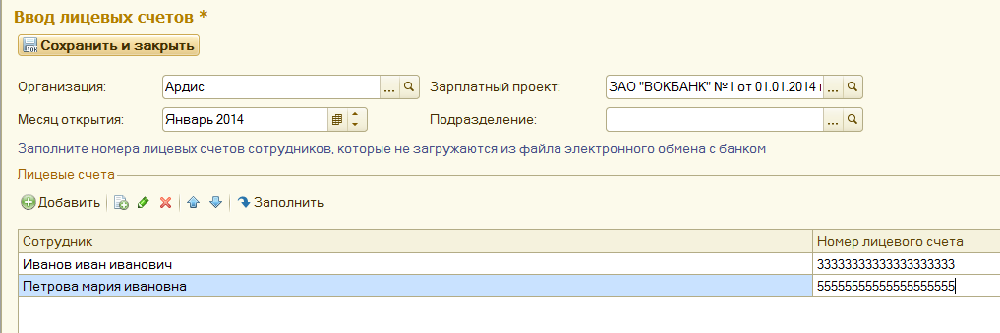 Ввод лицевых счетов *
Сохранить и закрыть
Организация: Ардис ... Зарплатный проект: ЗАО "ВОКБАНК" №1 от 01.01.2014 ...
Месяц открытия: Январь 2014 Подразделение: ...
Заполните номера лицевых счетов сотрудников, которые не загружаются из файла электронного обмена с банком
Лицевые счета
Добавить Заполнить
Сотрудник Номер лицевого счета
Иванов иван иванович 33333333333333333333
Петрова мария ивановна 55555555555555555555